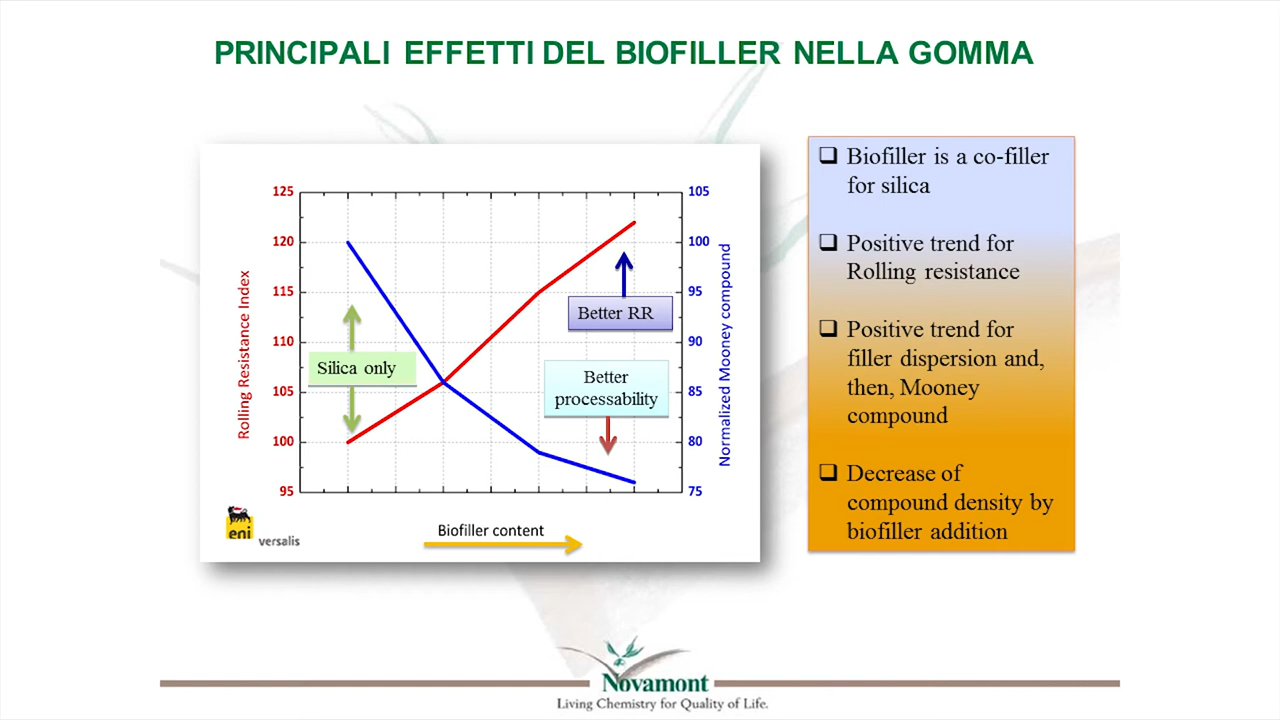 PRINCIPALI EFFETTI DEL BIOFILLER NELLA GOMMA
125
120
115
110
105
100
95
Rolling Resistance Index
Silica only
Better RR
Better
processability
105
100
95
90
85
80
75
Normalized Mooney compound
Biofiller content
eni
versalis
Biofiller is a co-filler
for silica
Positive trend for
Rolling resistance
Positive trend for
filler dispersion and,
then, Mooney
compound
Decrease of
compound density by
biofiller addition
Novamont
Living Chemistry for Quality of Life.